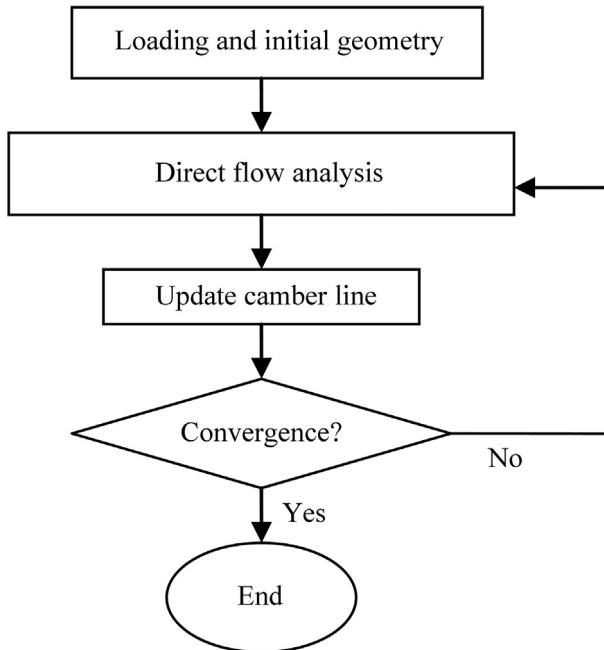 Loading and initial geometry
Direct flow analysis
Update camber line
Convergence?
No
Yes
End